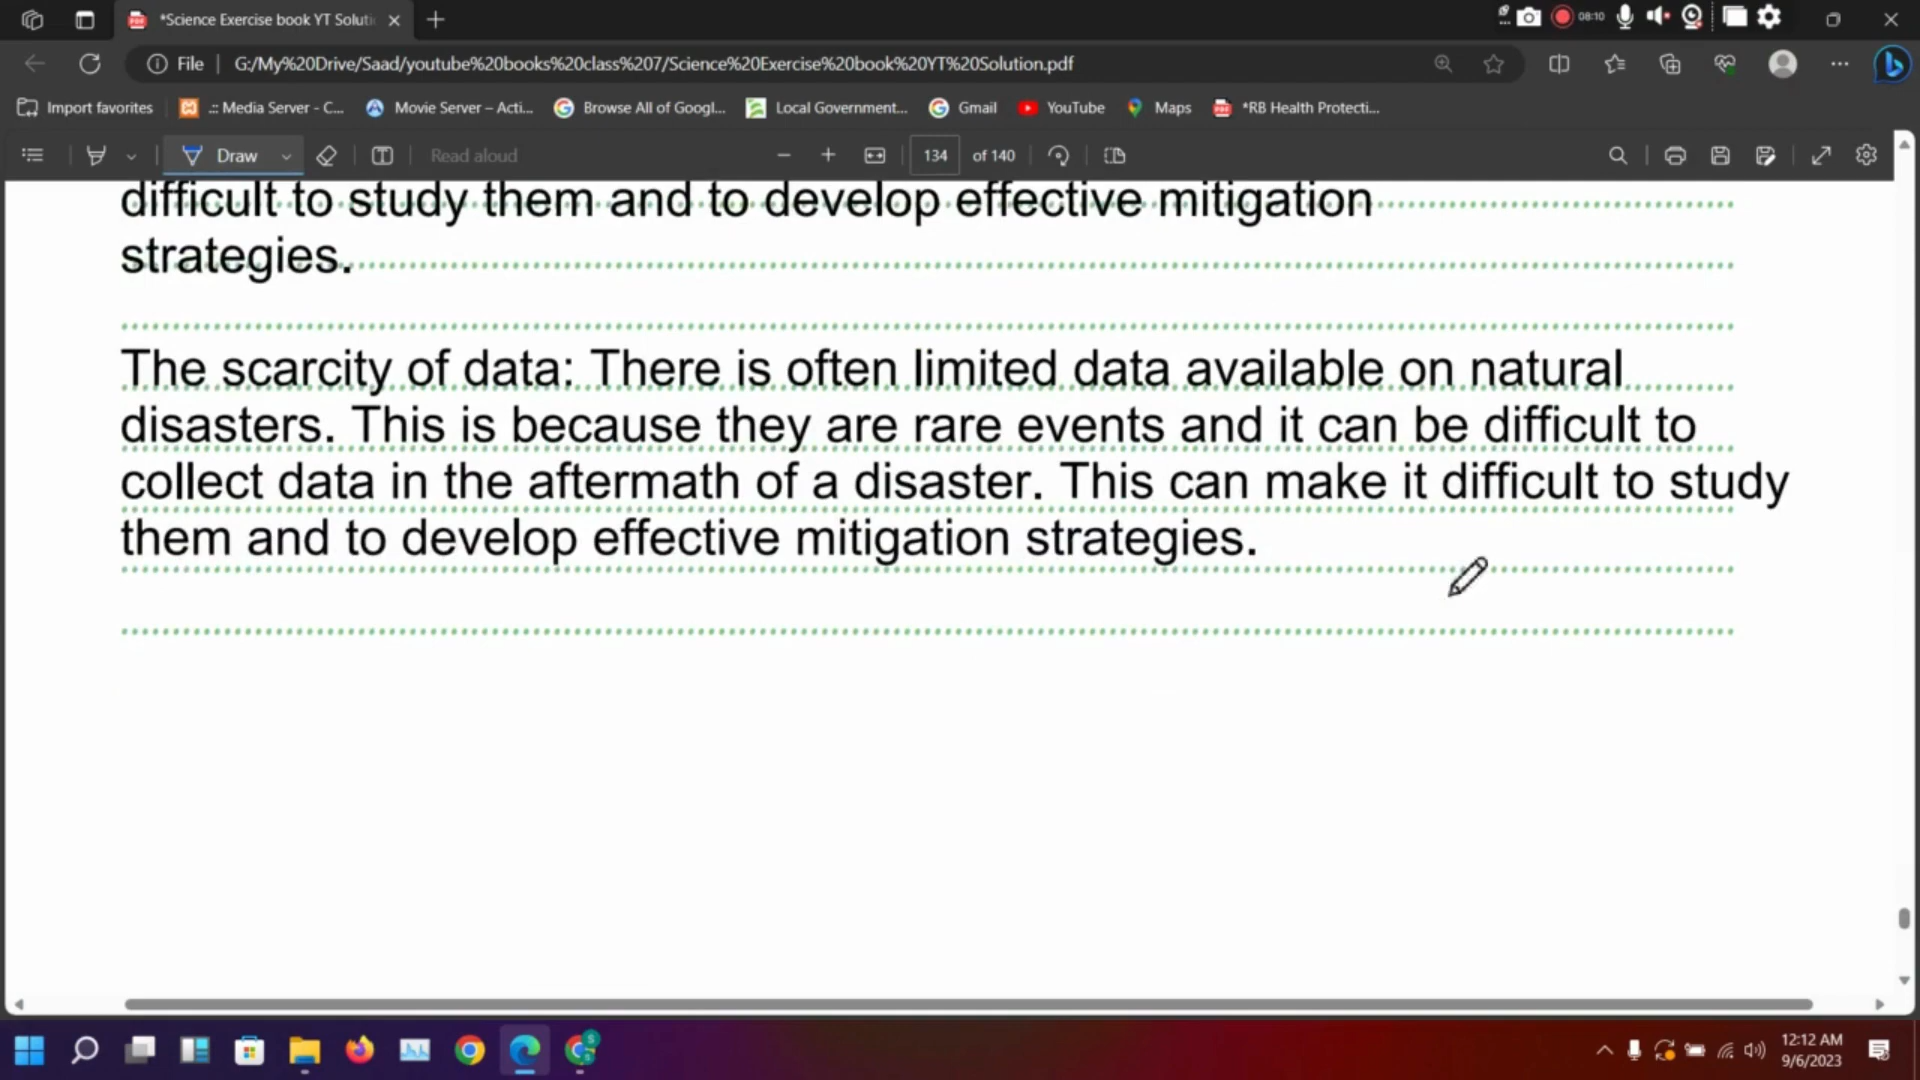 *Science Exercise book YT Soluti
08:10
File
G:/My%20Drive/Saad/youtube%20books%20class%207/Science%20Exercise%20book%20YT%20Solution.pdf
Import favorites
.:: Media Server - C...
Movie Server – Acti...
Browse All of Googl...
Local Government...
Gmail
YouTube
Maps
*RB Health Protecti...
Draw
Read aloud
134
of 140
difficult to study them and to develop effective mitigation
strategies.
The scarcity of data: There is often limited data available on natural
disasters. This is because they are rare events and it can be difficult to
collect data in the aftermath of a disaster. This can make it difficult to study
them and to develop effective mitigation strategies.
12:12 AM
9/6/2023